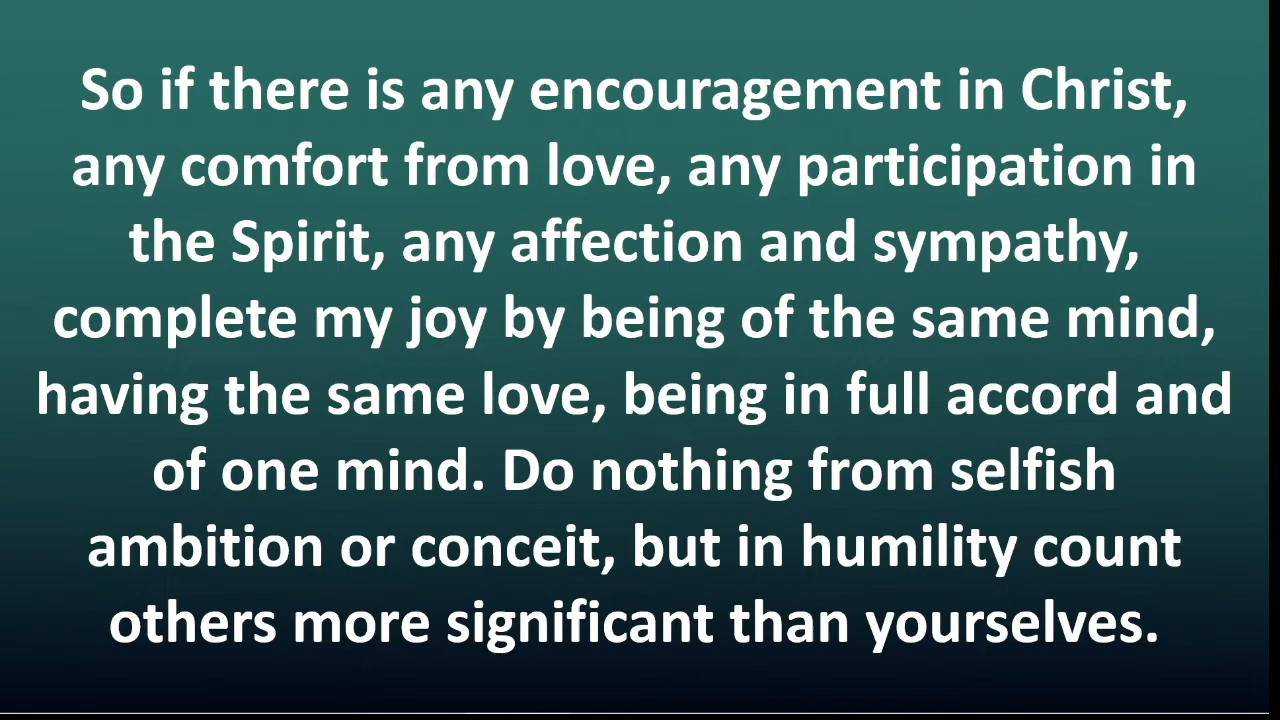 So if there is any encouragement in Christ,
any comfort from love, any participation in
the Spirit, any affection and sympathy,
complete my joy by being of the same mind,
having the same love, being in full accord and
of one mind. Do nothing from selfish
ambition or conceit, but in humility count
others more significant than yourselves.